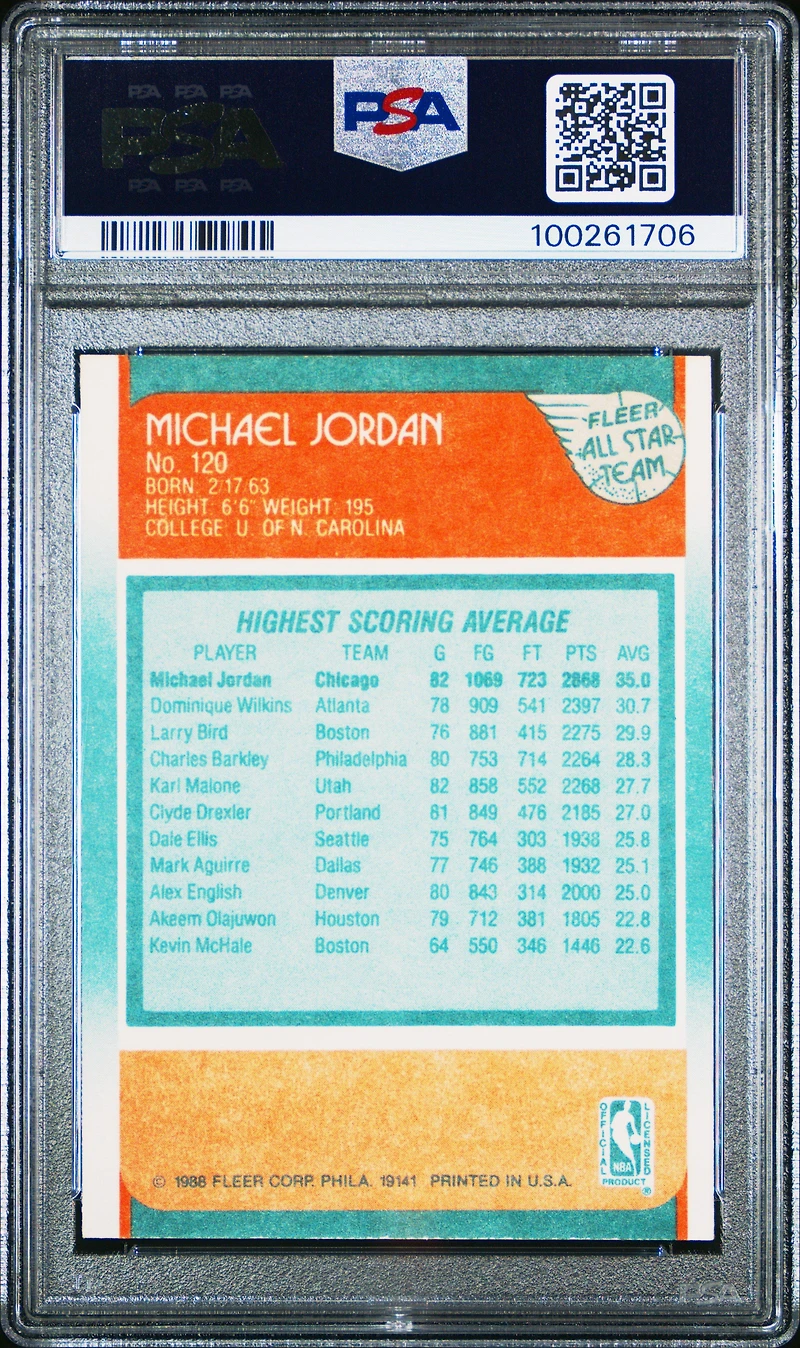 PSA PSA PSA
PSA
PSA PSA PSA
PSA
100261706
MICHAEL JORDAN
No. 120
BORN: 2/17/63
HEIGHT: 6'6" WEIGHT: 195
COLLEGE: U. OF N. CAROLINA
FLEER
ALL STAR
TEAM
HIGHEST SCORING AVERAGE
PLAYER TEAM G FG FT PTS AVG
Michael Jordan Chicago 82 1069 723 2868 35.0
Dominique Wilkins Atlanta 78 909 541 2397 30.7
Larry Bird Boston 76 881 415 2275 29.9
Charles Barkley Philadelphia 80 753 714 2264 28.3
Karl Malone Utah 82 858 552 2268 27.7
Clyde Drexler Portland 81 849 476 2185 27.0
Dale Ellis Seattle 75 764 303 1938 25.8
Mark Aguirre Dallas 77 746 388 1932 25.1
Alex English Denver 80 843 314 2000 25.0
Akeem Olajuwon Houston 79 712 381 1805 22.8
Kevin McHale Boston 64 550 346 1446 22.6
OFFICIAL LICENSED
NBA
PRODUCT ®
© 1988 FLEER CORP. PHILA. 19141 PRINTED IN U.S.A.
PSA